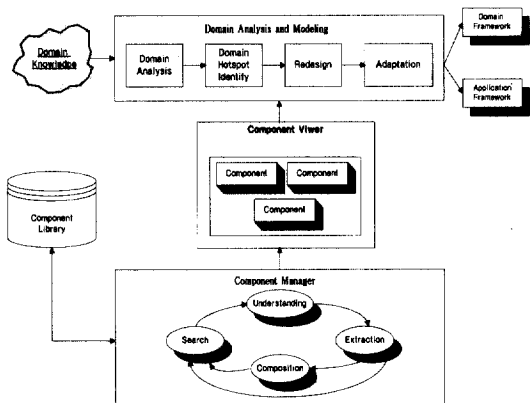 Domain Analysis and Modeling
Domain
Knowledge
Domain
Analysis
Domain
Hotspot
Identity
Redesign
Adaptation
Domain
Framework
Application
Framework
Component Viwer
Component
Component
Component
Component
Library
Component Manager
Understanding
Search
Extraction
Composition